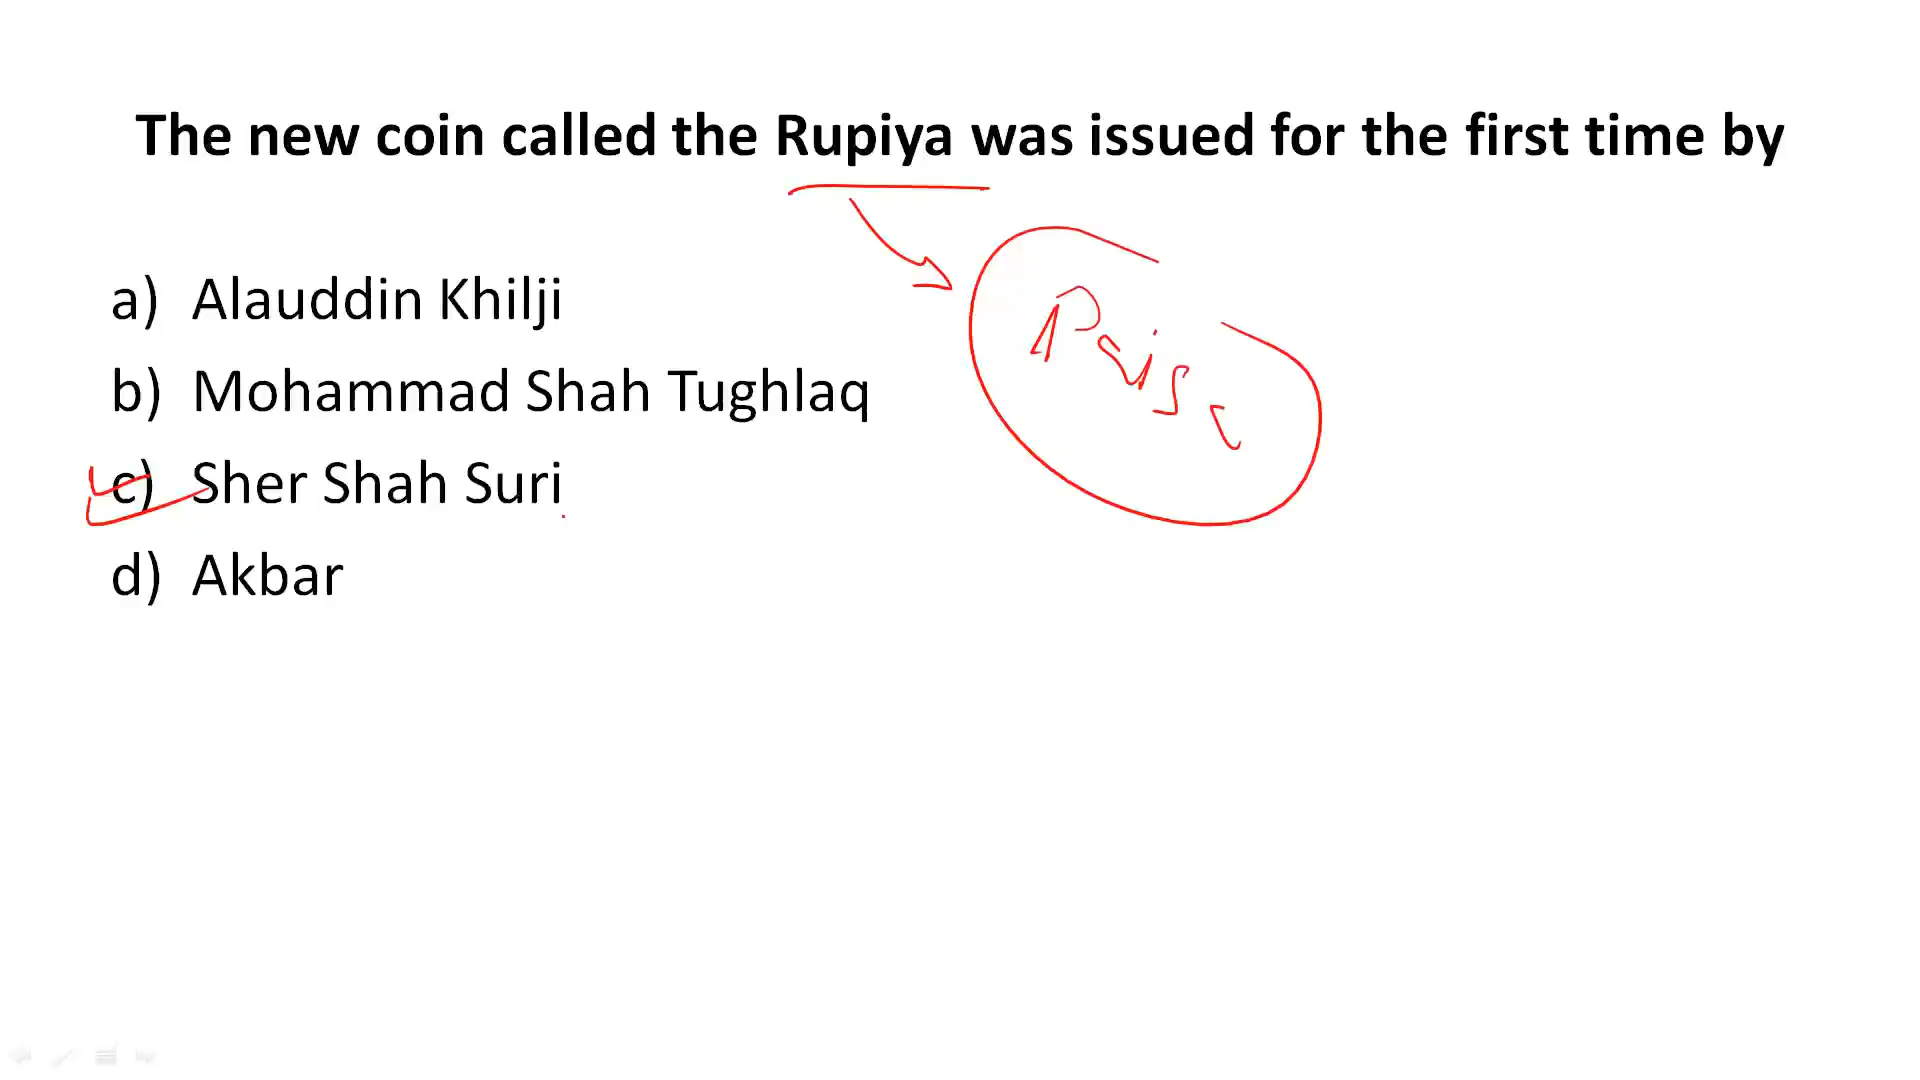 The new coin called the Rupiya was issued for the first time by
a) Alauddin Khilji
Paisa
b) Mohammad Shah Tughlaq
c) Sher Shah Suri
d) Akbar